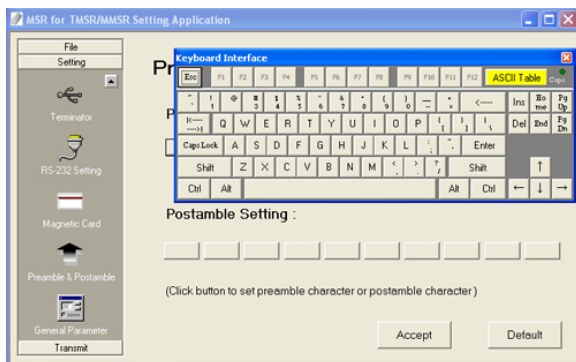 MSR for TMSR/MMSR Setting Application
File
Setting
Terminator
RS-232 Setting
Magnetic Card
Preamble & Postamble
General Parameter
Transmit
Pr
P
Keyboard Interface
Esc F1 F2 F3 F4 F5 F6 F7 F8 F9 F10 F11 F12 ASCII Table Caps
~ ` ! 1 @ # 3 $ 4 % 5 ^ 6 & 7 * 8 ( 9 ) 0 <----- Ins Home Pg Up
|<---- ---->| Q W E R T Y U I O P { [ } ] | \ Del End Pg Dn
CapsLock A S D F G H J K L : ; " ' Enter
Shift Z X C V B N M < , > . ? / Shift ↑
Ctrl Alt Alt Ctrl ← ↓ →
Postamble Setting :
(Click button to set preamble character or postamble character )
Accept Default